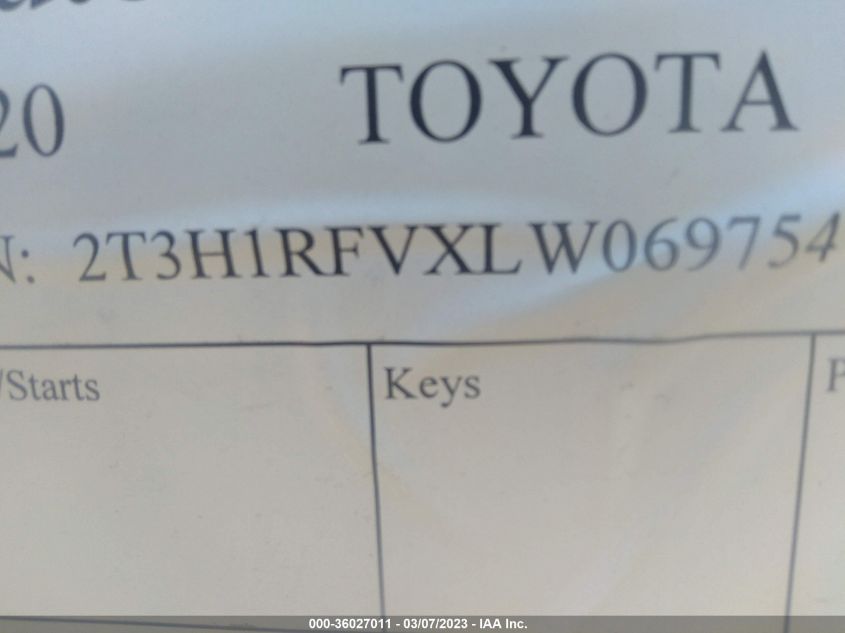 20 TOYOTA
N: 2T3H1RFVXLW069754
/Starts Keys P
000-36027011 - 03/07/2023 - IAA Inc.